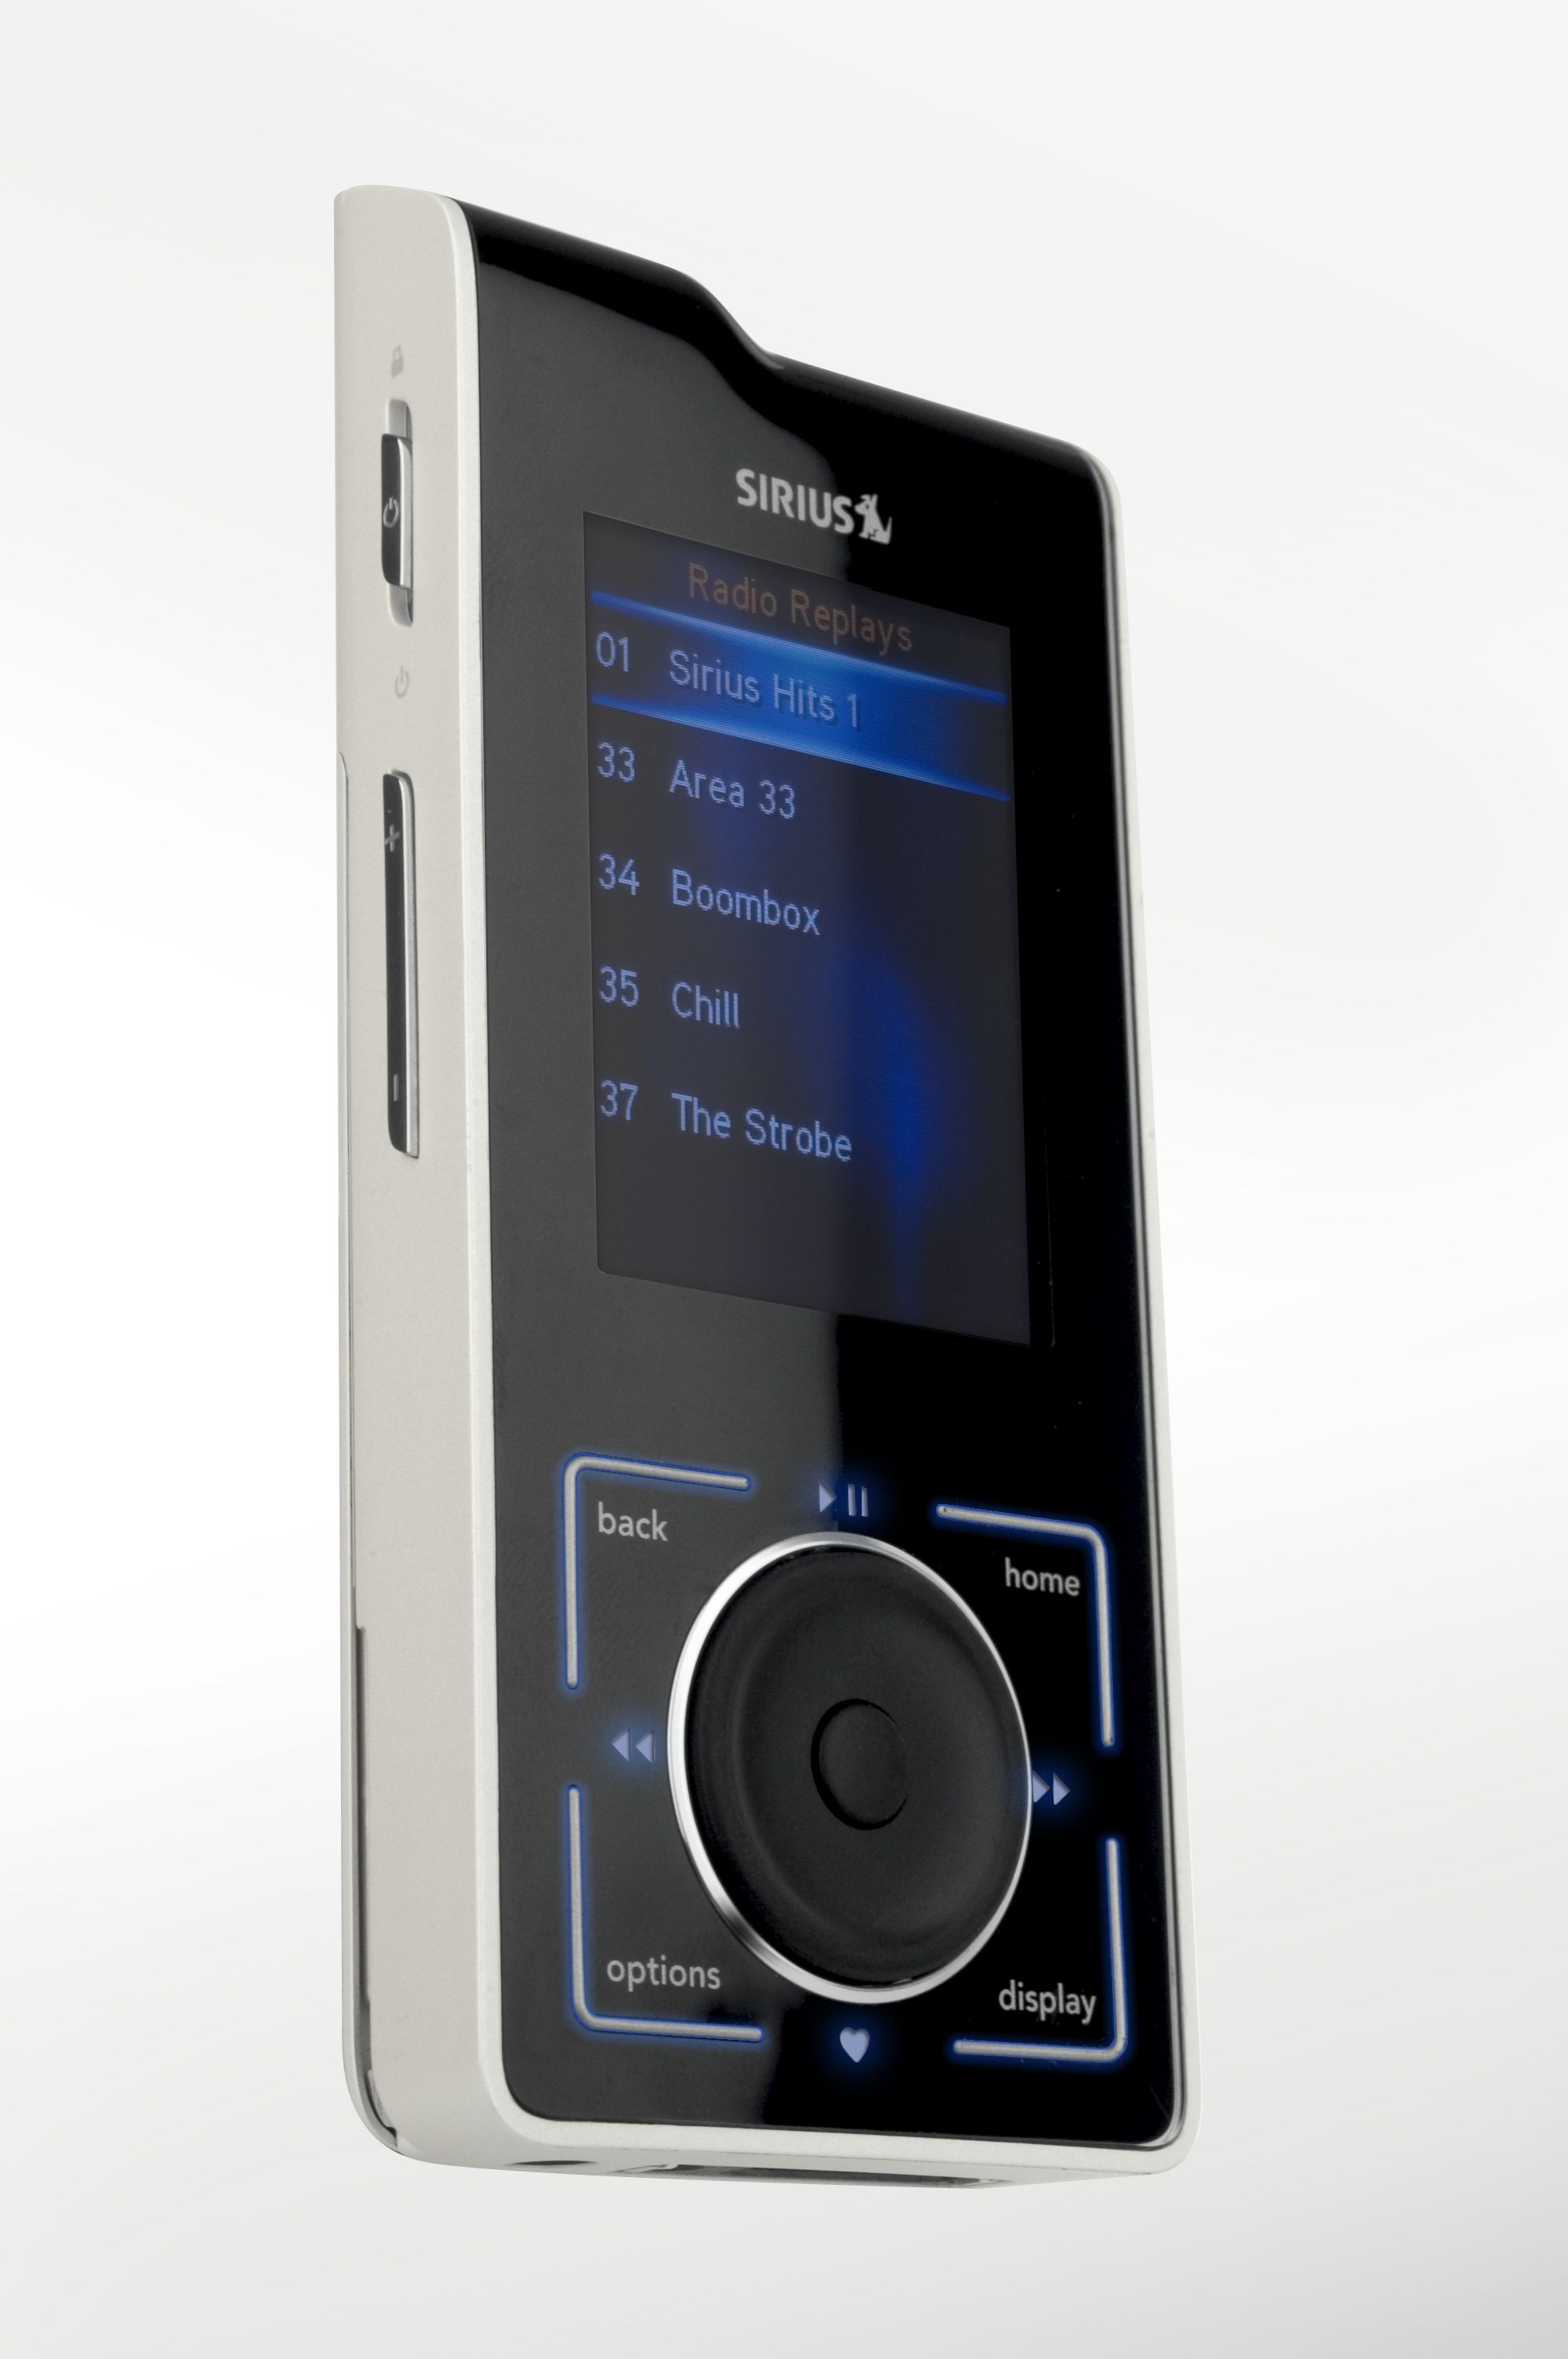 SIRIUS
Radio Replays
01 Sirius Hits 1
33 Area 33
34 Boombox
35 Chill
37 The Strobe
back
home
options
display